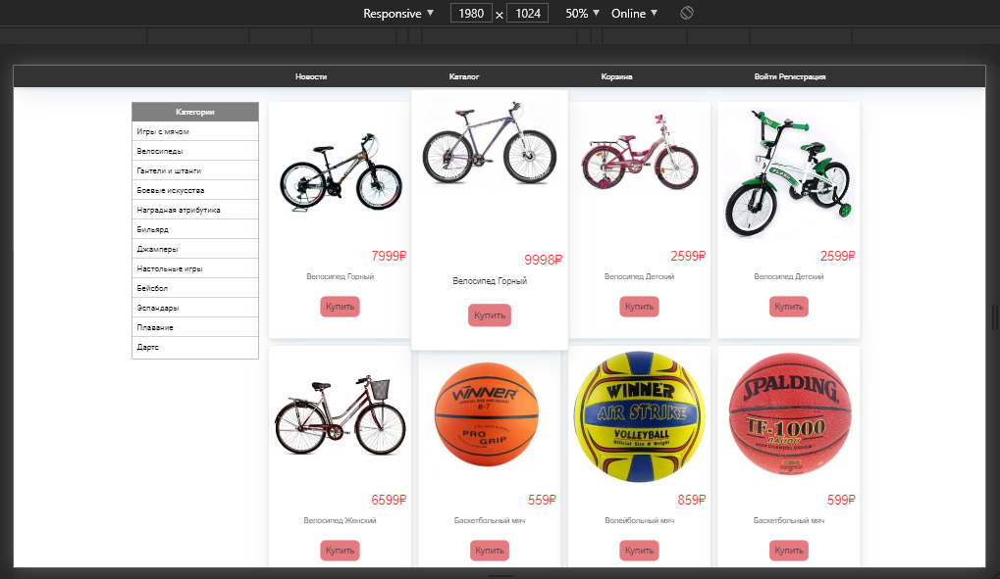 Responsive 1980 × 1024 50% Online
Новости Каталог Корзина Войти Регистрация
Категории
Игры с мячом
Велосипеды
Гантели и штанги
Боевые искусства
Наградная атрибутика
Бильярд
Джамперы
Настольные игры
Бейсбол
Эспандары
Плавание
Дартс
7999₽
Велосипед Горный
Купить
9998₽
Велосипед Горный
Купить
2599₽
Велосипед Детский
Купить
2599₽
Велосипед Детский
Купить
6599₽
Велосипед Женский
Купить
WINNER
B-7
PRO
GRIP
559₽
Баскетбольный мяч
Купить
WINNER
AIR STRIKE
VOLLEYBALL
Official Size & Weight
859₽
Волейбольный мяч
Купить
SPALDING
TF-1000
599₽
Баскетбольный мяч
Купить